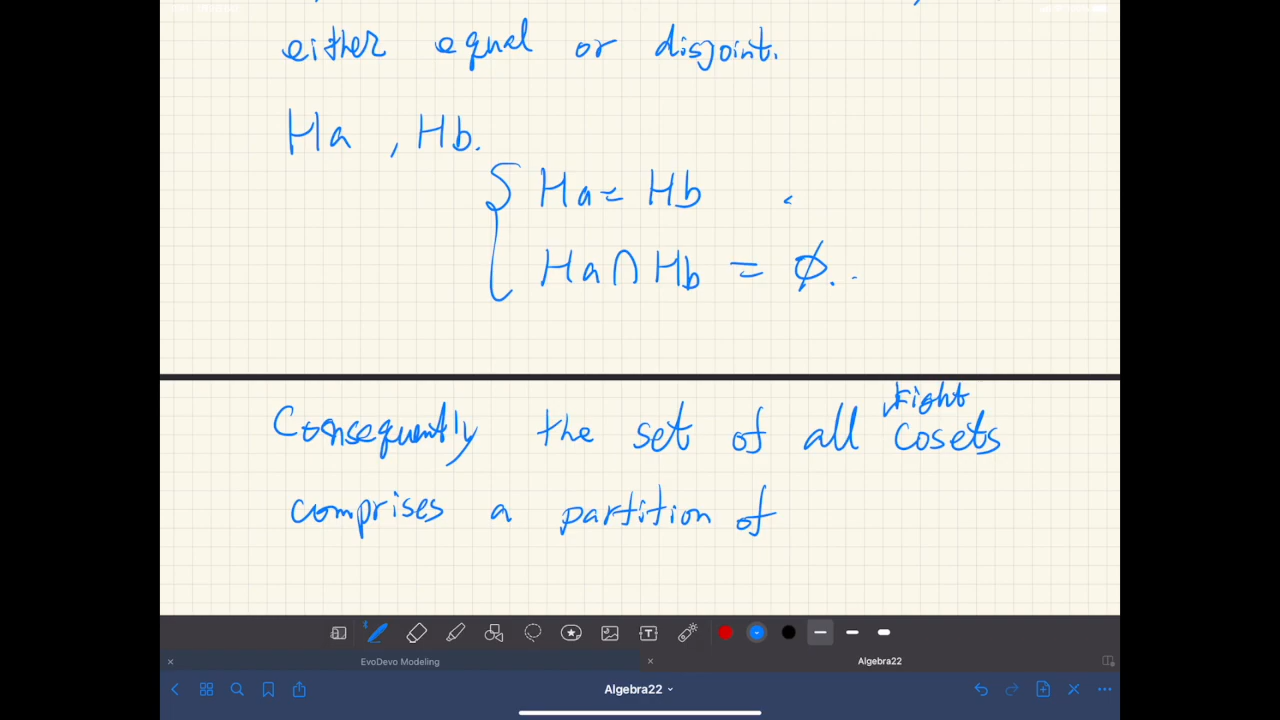 either equal or disjoint.
Ha , Hb.
Ha = Hb
Ha ∩ Hb = ∅.
Consequently the set of all right cosets
comprises a partition of
EvoDevo Modeling
Algebra22
Algebra22